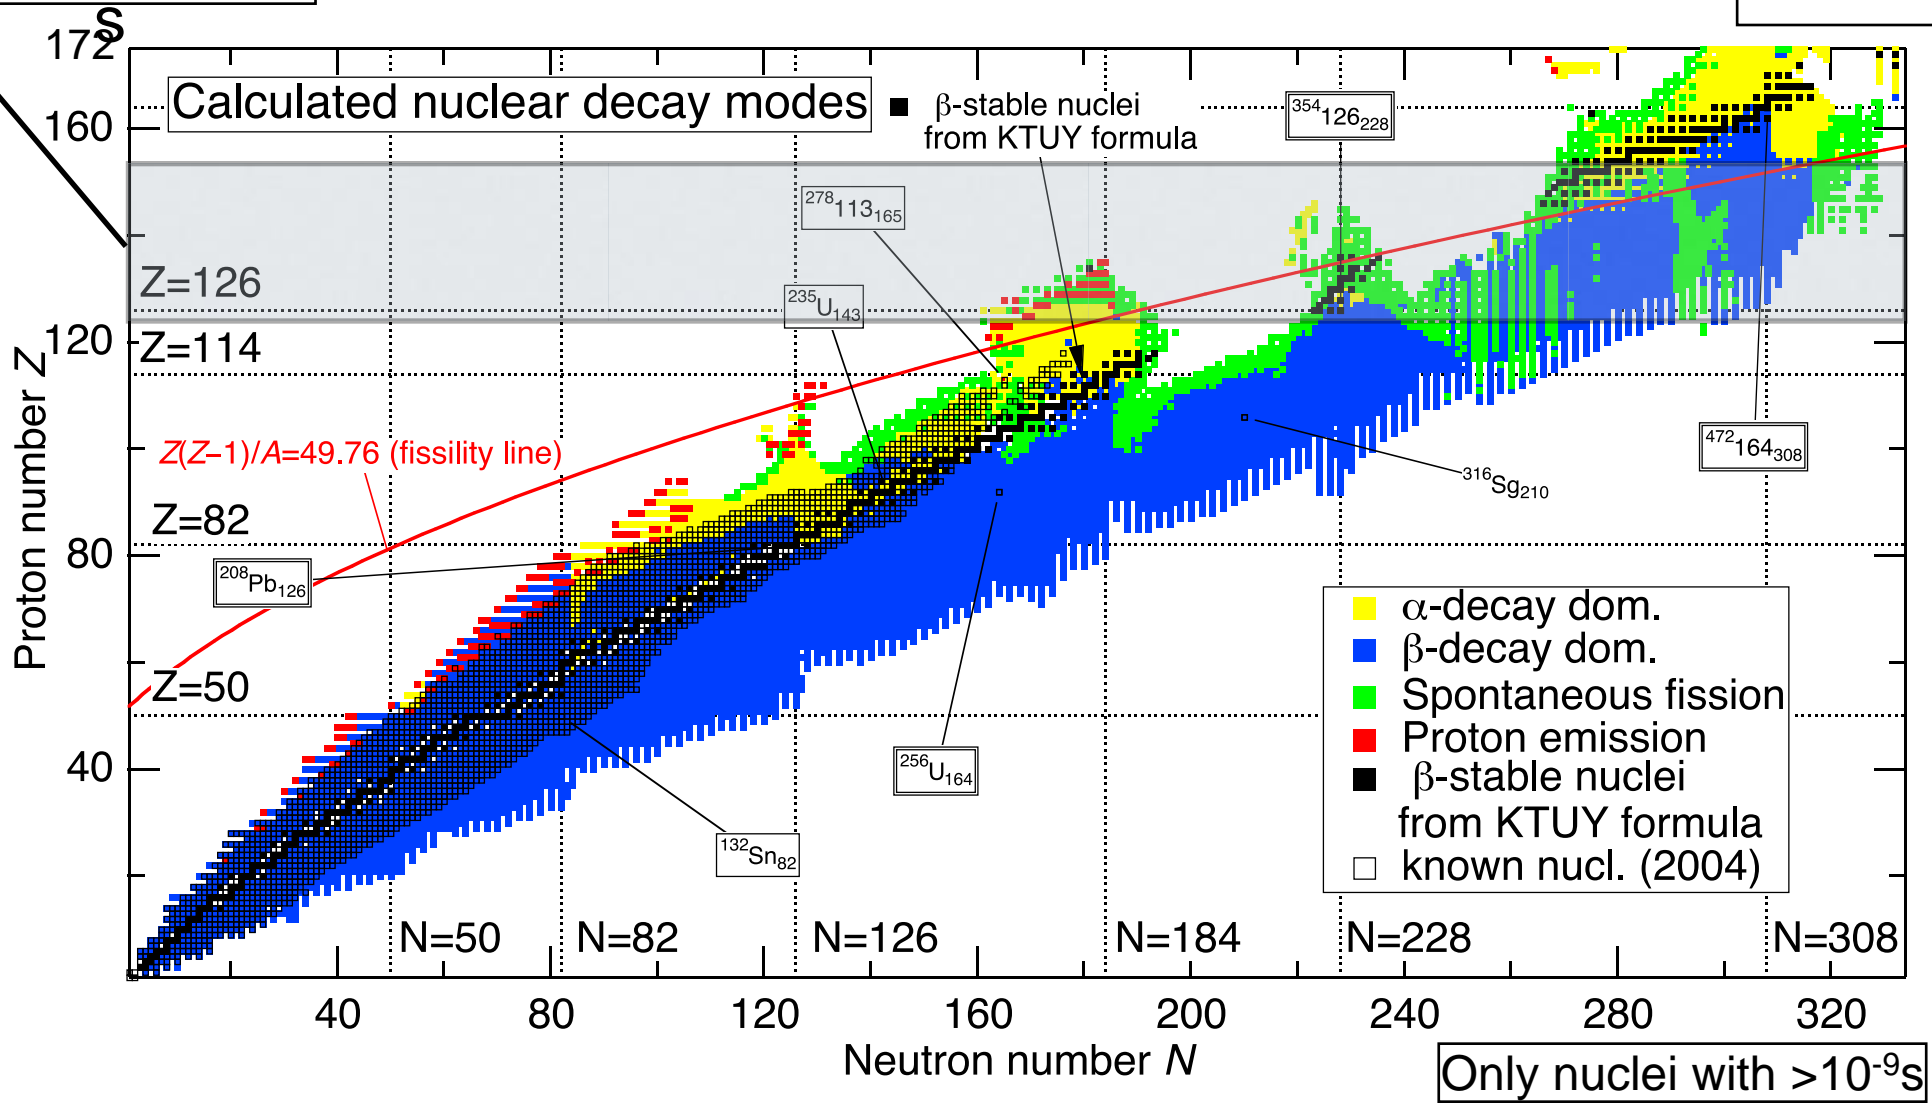 s
172
Calculated nuclear decay modes
β-stable nuclei
from KTUY formula
³⁵⁴126₂₂₈
160
²⁷⁸113₁₆₅
Z=126
²³⁵U₁₄₃
120
Z=114
Proton number Z
Z(Z−1)/A=49.76 (fissility line)
⁴⁷²164₃₀₈
³¹⁶Sg₂₁₀
Z=82
80
²⁰⁸Pb₁₂₆
α-decay dom.
β-decay dom.
Z=50
Spontaneous fission
Proton emission
β-stable nuclei
from KTUY formula
known nucl. (2004)
40
²⁵⁶U₁₆₄
¹³²Sn₈₂
N=50
N=82
N=126
N=184
N=228
N=308
40
80
120
160
200
240
280
320
Neutron number N
Only nuclei with >10⁻⁹s